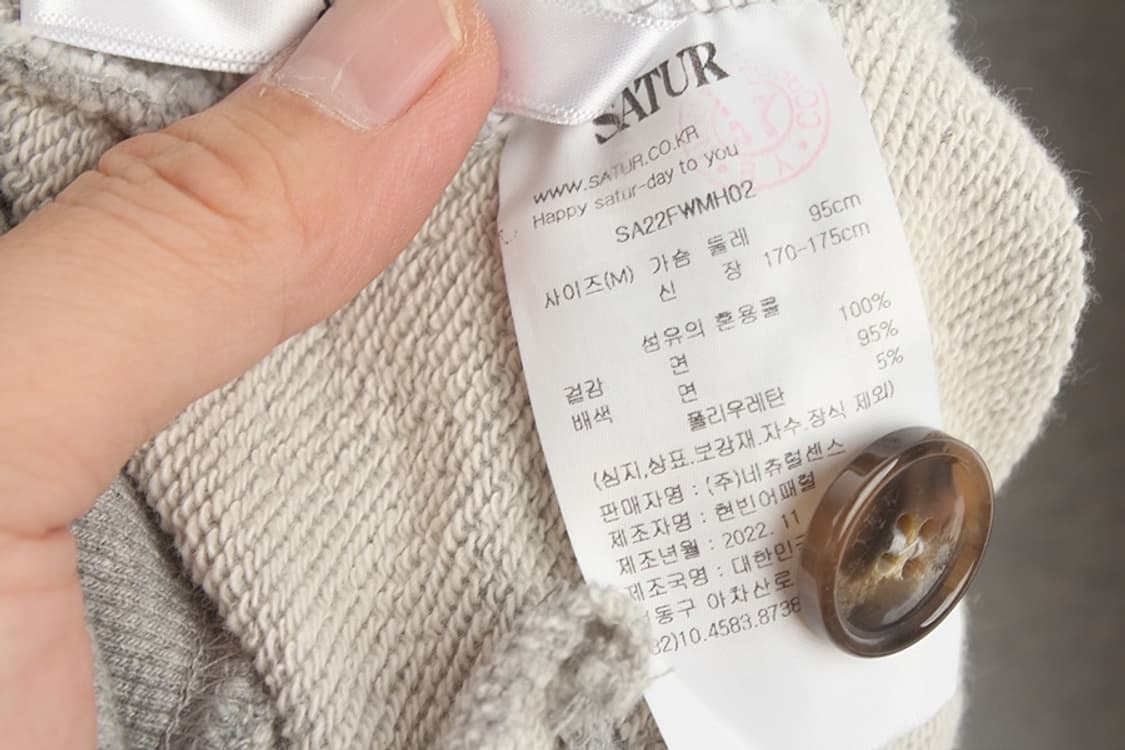 SATUR
WWW.SATUR.CO.KR
Happy satur-day to you
SA22FWMH02
사이즈(M) 가슴 둘레 95cm
신 장 170-175cm
섬유의 혼용률
겉감 면 100%
배색 면 95%
폴리우레탄 5%
(심지,상표.보강재.자수.장식 제외)
판매자명 : (주)네츄럴센스
제조자명 : 현빈어패럴
제조년월 : 2022. 11
제조국명 : 대한민
동구 아차산로
82)10.4583.8738